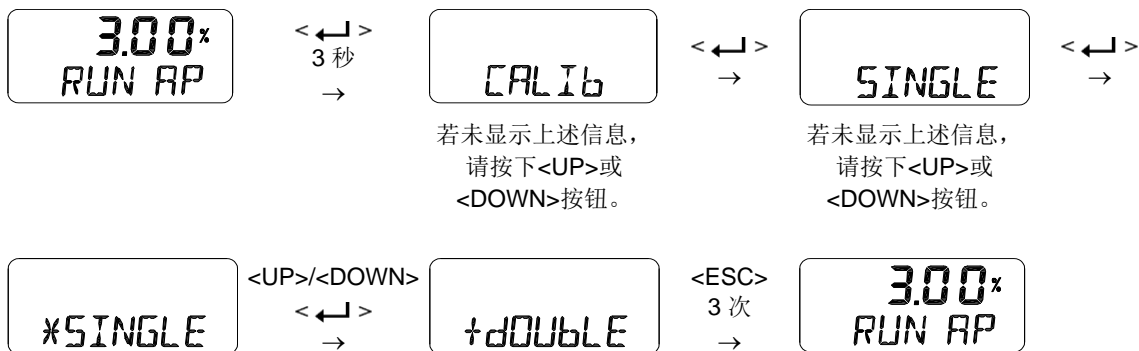 3.00%
RUN AP
< ↵ >
3 秒
→
CALIb
< ↵ >
→
SINGLE
< ↵ >
→
若未显示上述信息，
请按下<UP>或
<DOWN>按钮。
若未显示上述信息，
请按下<UP>或
<DOWN>按钮。
*SINGLE
<UP>/<DOWN>
< ↵ >
→
+dOUbLE
<ESC>
3 次
→
3.00%
RUN AP